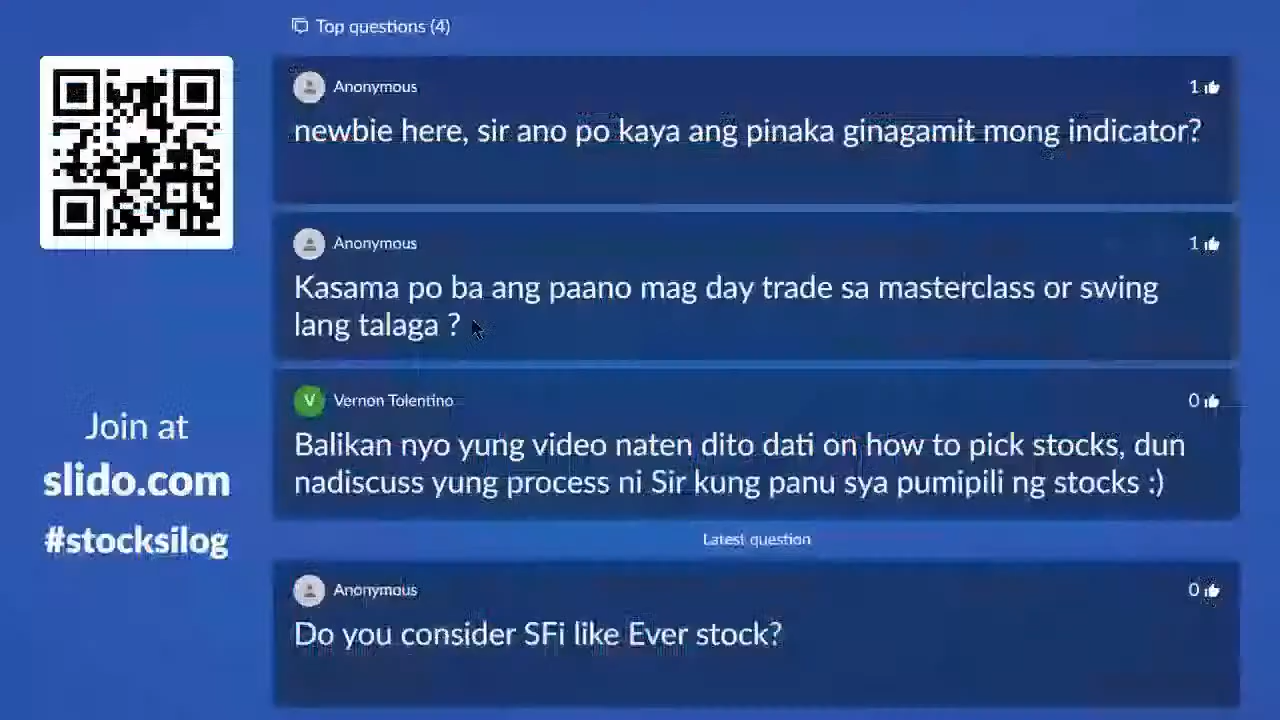 Top questions (4)
Anonymous
1
newbie here, sir ano po kaya ang pinaka ginagamit mong indicator?
Anonymous
1
Kasama po ba ang paano mag day trade sa masterclass or swing
lang talaga ?
V
Vernon Tolentino
0
Balikan nyo yung video naten dito dati on how to pick stocks, dun
nadiscuss yung process ni Sir kung panu sya pumipili ng stocks :)
Latest question
Anonymous
0
Do you consider SFi like Ever stock?
Join at
slido.com
#stocksilog